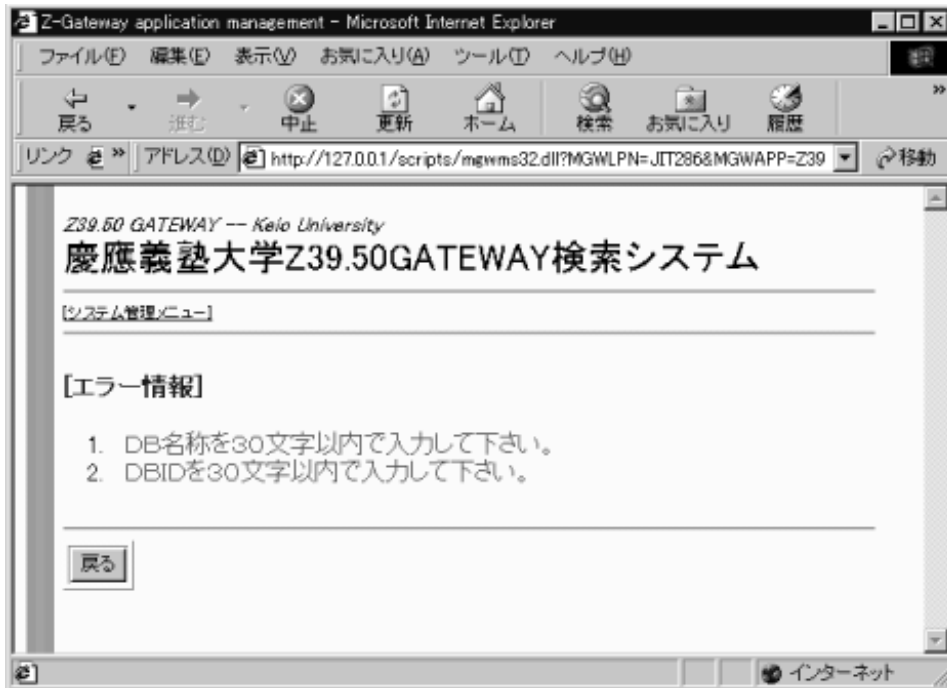 Z-Gateway application management - Microsoft Internet Explorer
ファイル(F) 編集(E) 表示(V) お気に入り(A) ツール(T) ヘルプ(H)
戻る 進む 中止 更新 ホーム 検索 お気に入り 履歴 »
リンク » アドレス(D) http://127.0.0.1/scripts/mgwms32.dll?MGWLPN=JIT286&MGWAPP=Z39 移動
Z39.50 GATEWAY -- Keio University
慶應義塾大学Z39.50GATEWAY検索システム
[システム管理メニュー]
[エラー情報]
1. DB名称を30文字以内で入力して下さい。
2. DBIDを30文字以内で入力して下さい。
戻る
インターネット